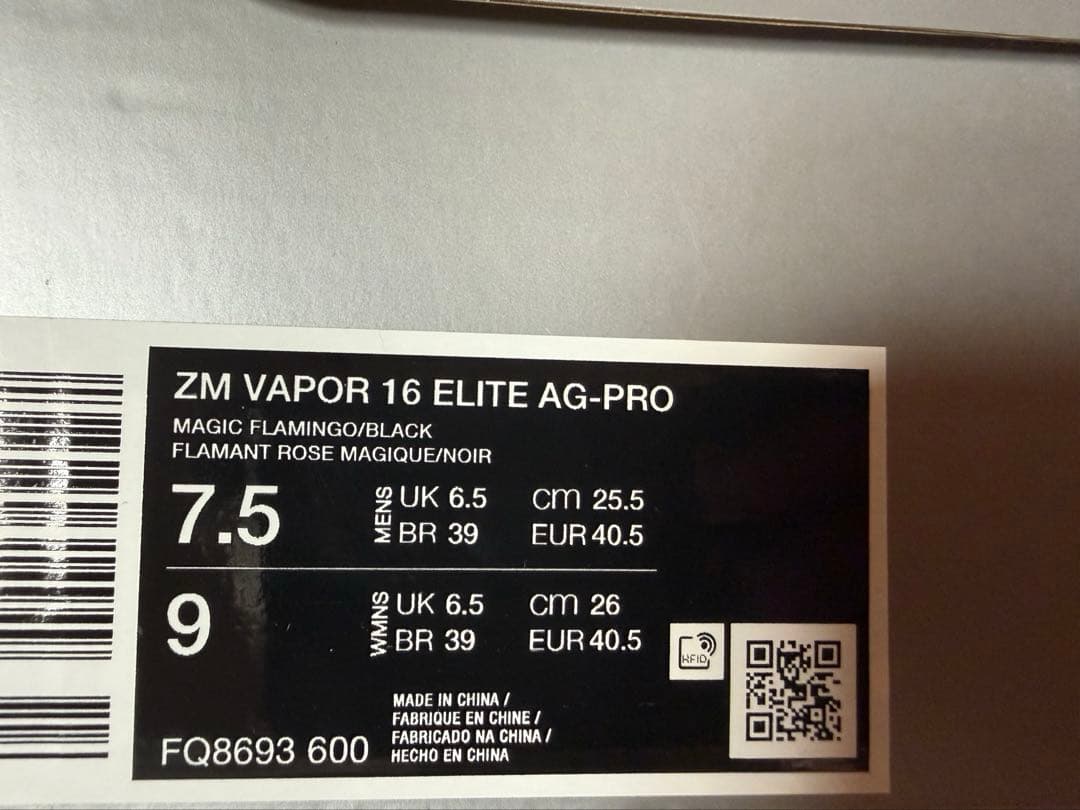 ZM VAPOR 16 ELITE AG-PRO
MAGIC FLAMINGO/BLACK
FLAMANT ROSE MAGIQUE/NOIR
7.5 MENS UK 6.5 cm 25.5
BR 39 EUR 40.5
9 WMNS UK 6.5 cm 26
BR 39 EUR 40.5
RFID
MADE IN CHINA /
FABRIQUE EN CHINE /
FABRICADO NA CHINA /
HECHO EN CHINA
FQ8693 600